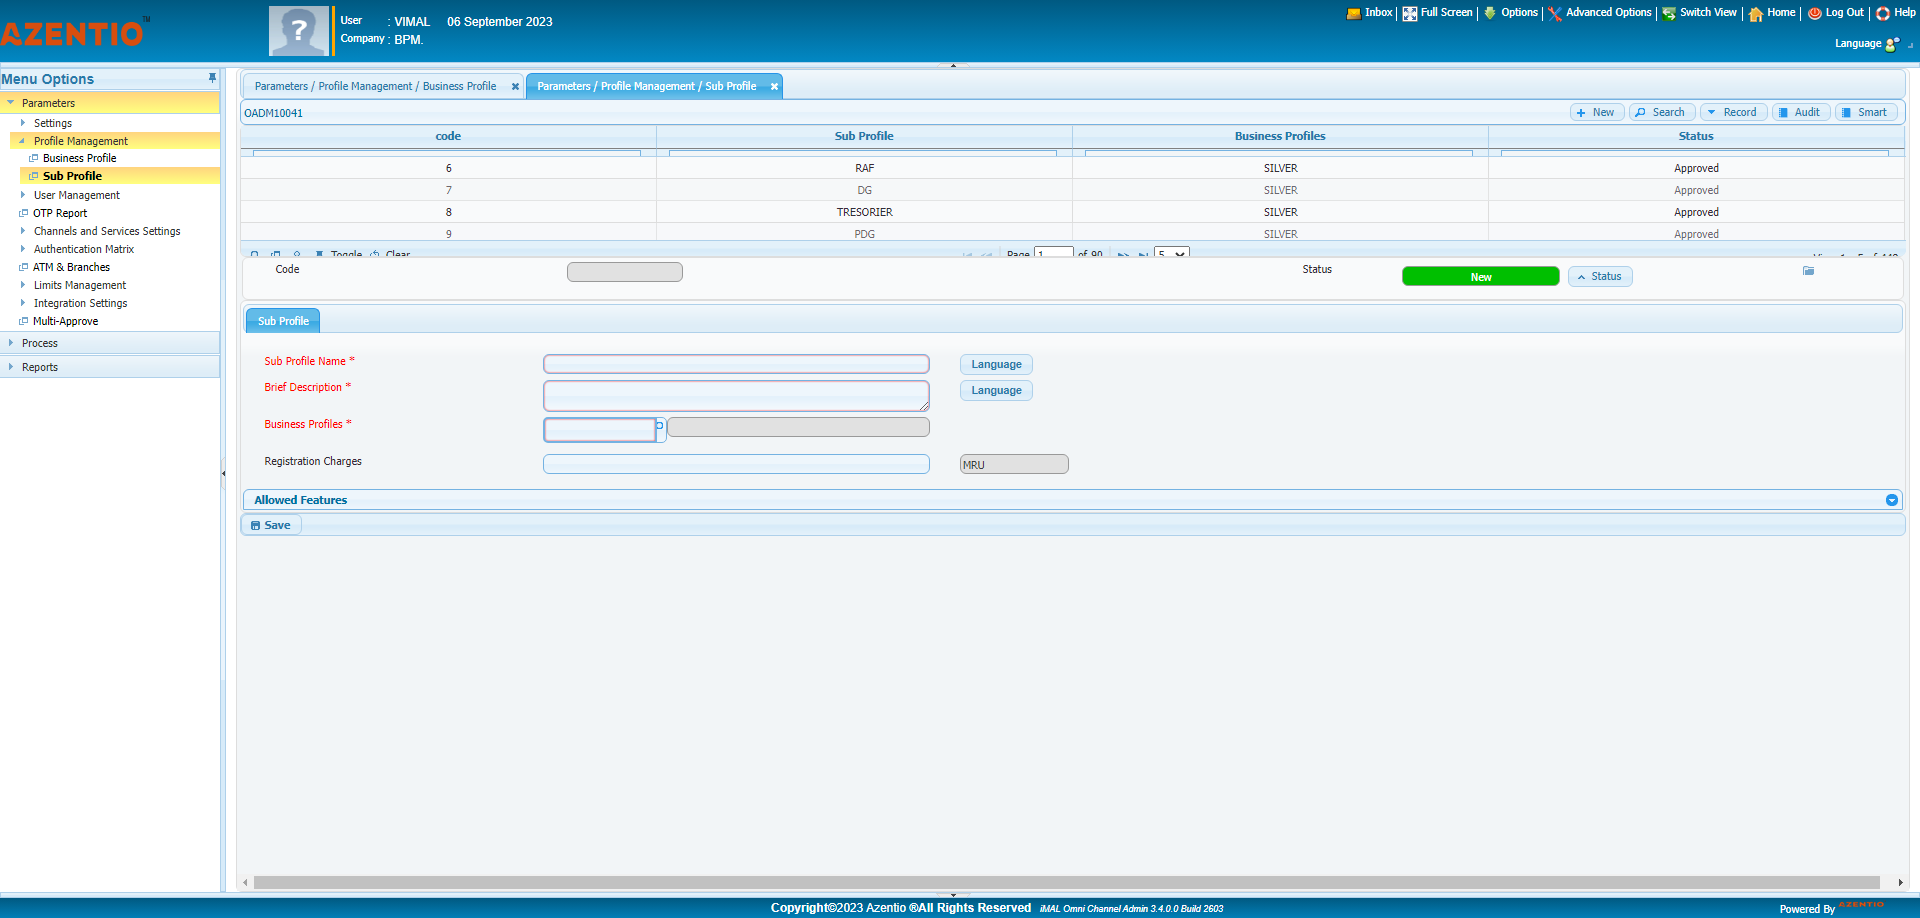 AZENTIO™
User : VIMAL 06 September 2023
Company : BPM.
Inbox Full Screen Options Advanced Options Switch View Home Log Out Help
Language
Menu Options
Parameters
Settings
Profile Management
Business Profile
Sub Profile
User Management
OTP Report
Channels and Services Settings
Authentication Matrix
ATM & Branches
Limits Management
Integration Settings
Multi-Approve
Process
Reports
Parameters / Profile Management / Business Profile
Parameters / Profile Management / Sub Profile
OADM10041
New Search Record Audit Smart
code Sub Profile Business Profiles Status
6 RAF SILVER Approved
7 DG SILVER Approved
8 TRESORIER SILVER Approved
9 PDG SILVER Approved
Toggle Clear Page 1 of 90 5
Code Status New Status
Sub Profile
Sub Profile Name * Language
Brief Description * Language
Business Profiles *
Registration Charges MRU
Allowed Features
Save
Copyright©2023 Azentio ®All Rights Reserved iMAL Omni Channel Admin 3.4.0.0 Build 2603
Powered By AZENTIO